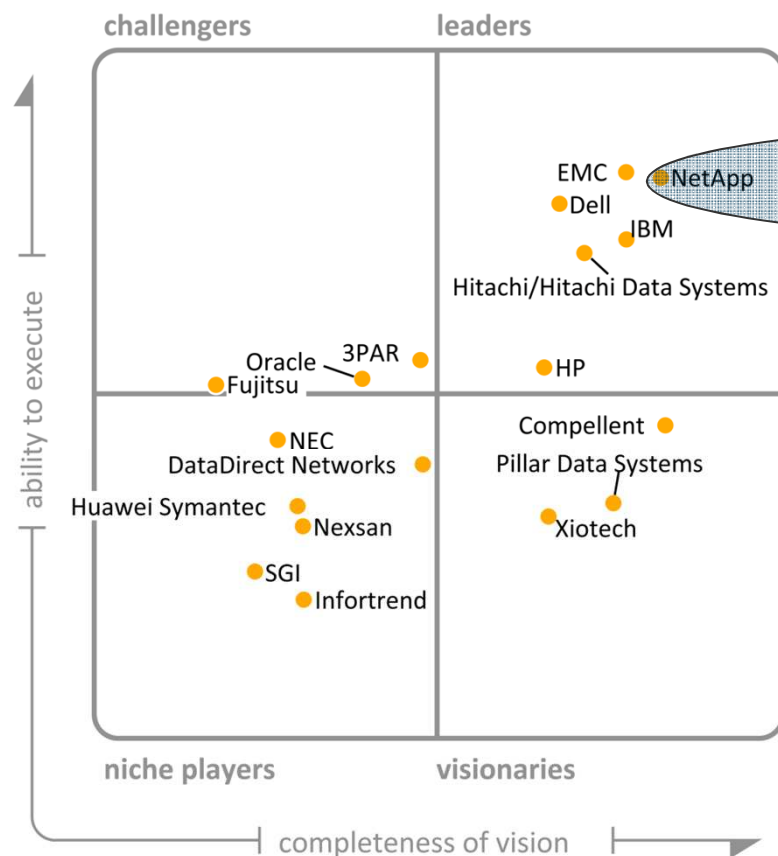 challengers
leaders
EMC
NetApp
Dell
IBM
Hitachi/Hitachi Data Systems
3PAR
Oracle
HP
Fujitsu
ability to execute
Compellent
NEC
DataDirect Networks
Pillar Data Systems
Huawei Symantec
Nexsan
Xiotech
SGI
Infortrend
niche players
visionaries
completeness of vision